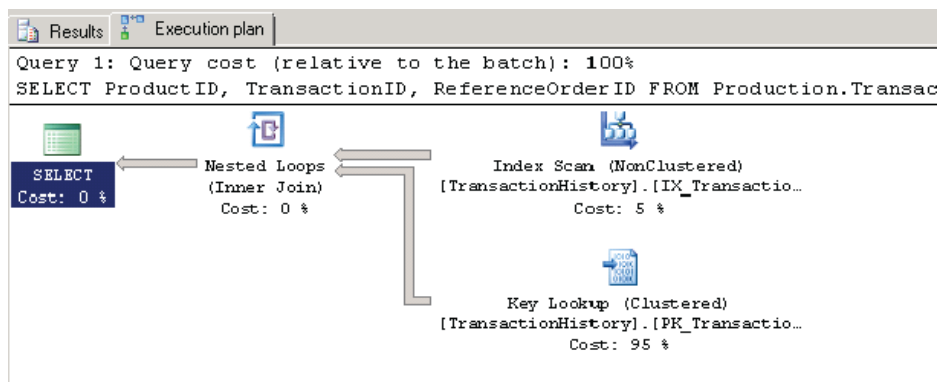 Results
Execution plan
Query 1: Query cost (relative to the batch): 100%
SELECT ProductID, TransactionID, ReferenceOrderID FROM Production.Transac
SELECT
Cost: 0 %
Nested Loops
(Inner Join)
Cost: 0 %
Index Scan (NonClustered)
[TransactionHistory].[IX_Transactio...
Cost: 5 %
Key Lookup (Clustered)
[TransactionHistory].[PK_Transactio...
Cost: 95 %